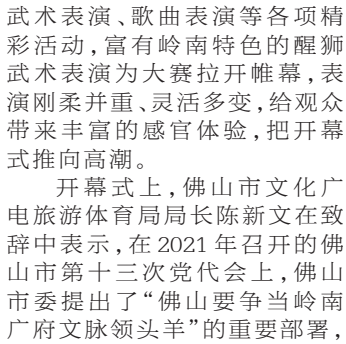 武术表演、歌曲表演等各项精
彩活动，富有岭南特色的醒狮
武术表演为大赛拉开帷幕，表
演刚柔并重、灵活多变，给观众
带来丰富的感官体验，把开幕
式推向高潮。
开幕式上，佛山市文化广
电旅游体育局局长陈新文在致
辞中表示，在2021年召开的佛
山市第十三次党代会上，佛山
市委提出了“佛山要争当岭南
广府文脉领头羊”的重要部署，